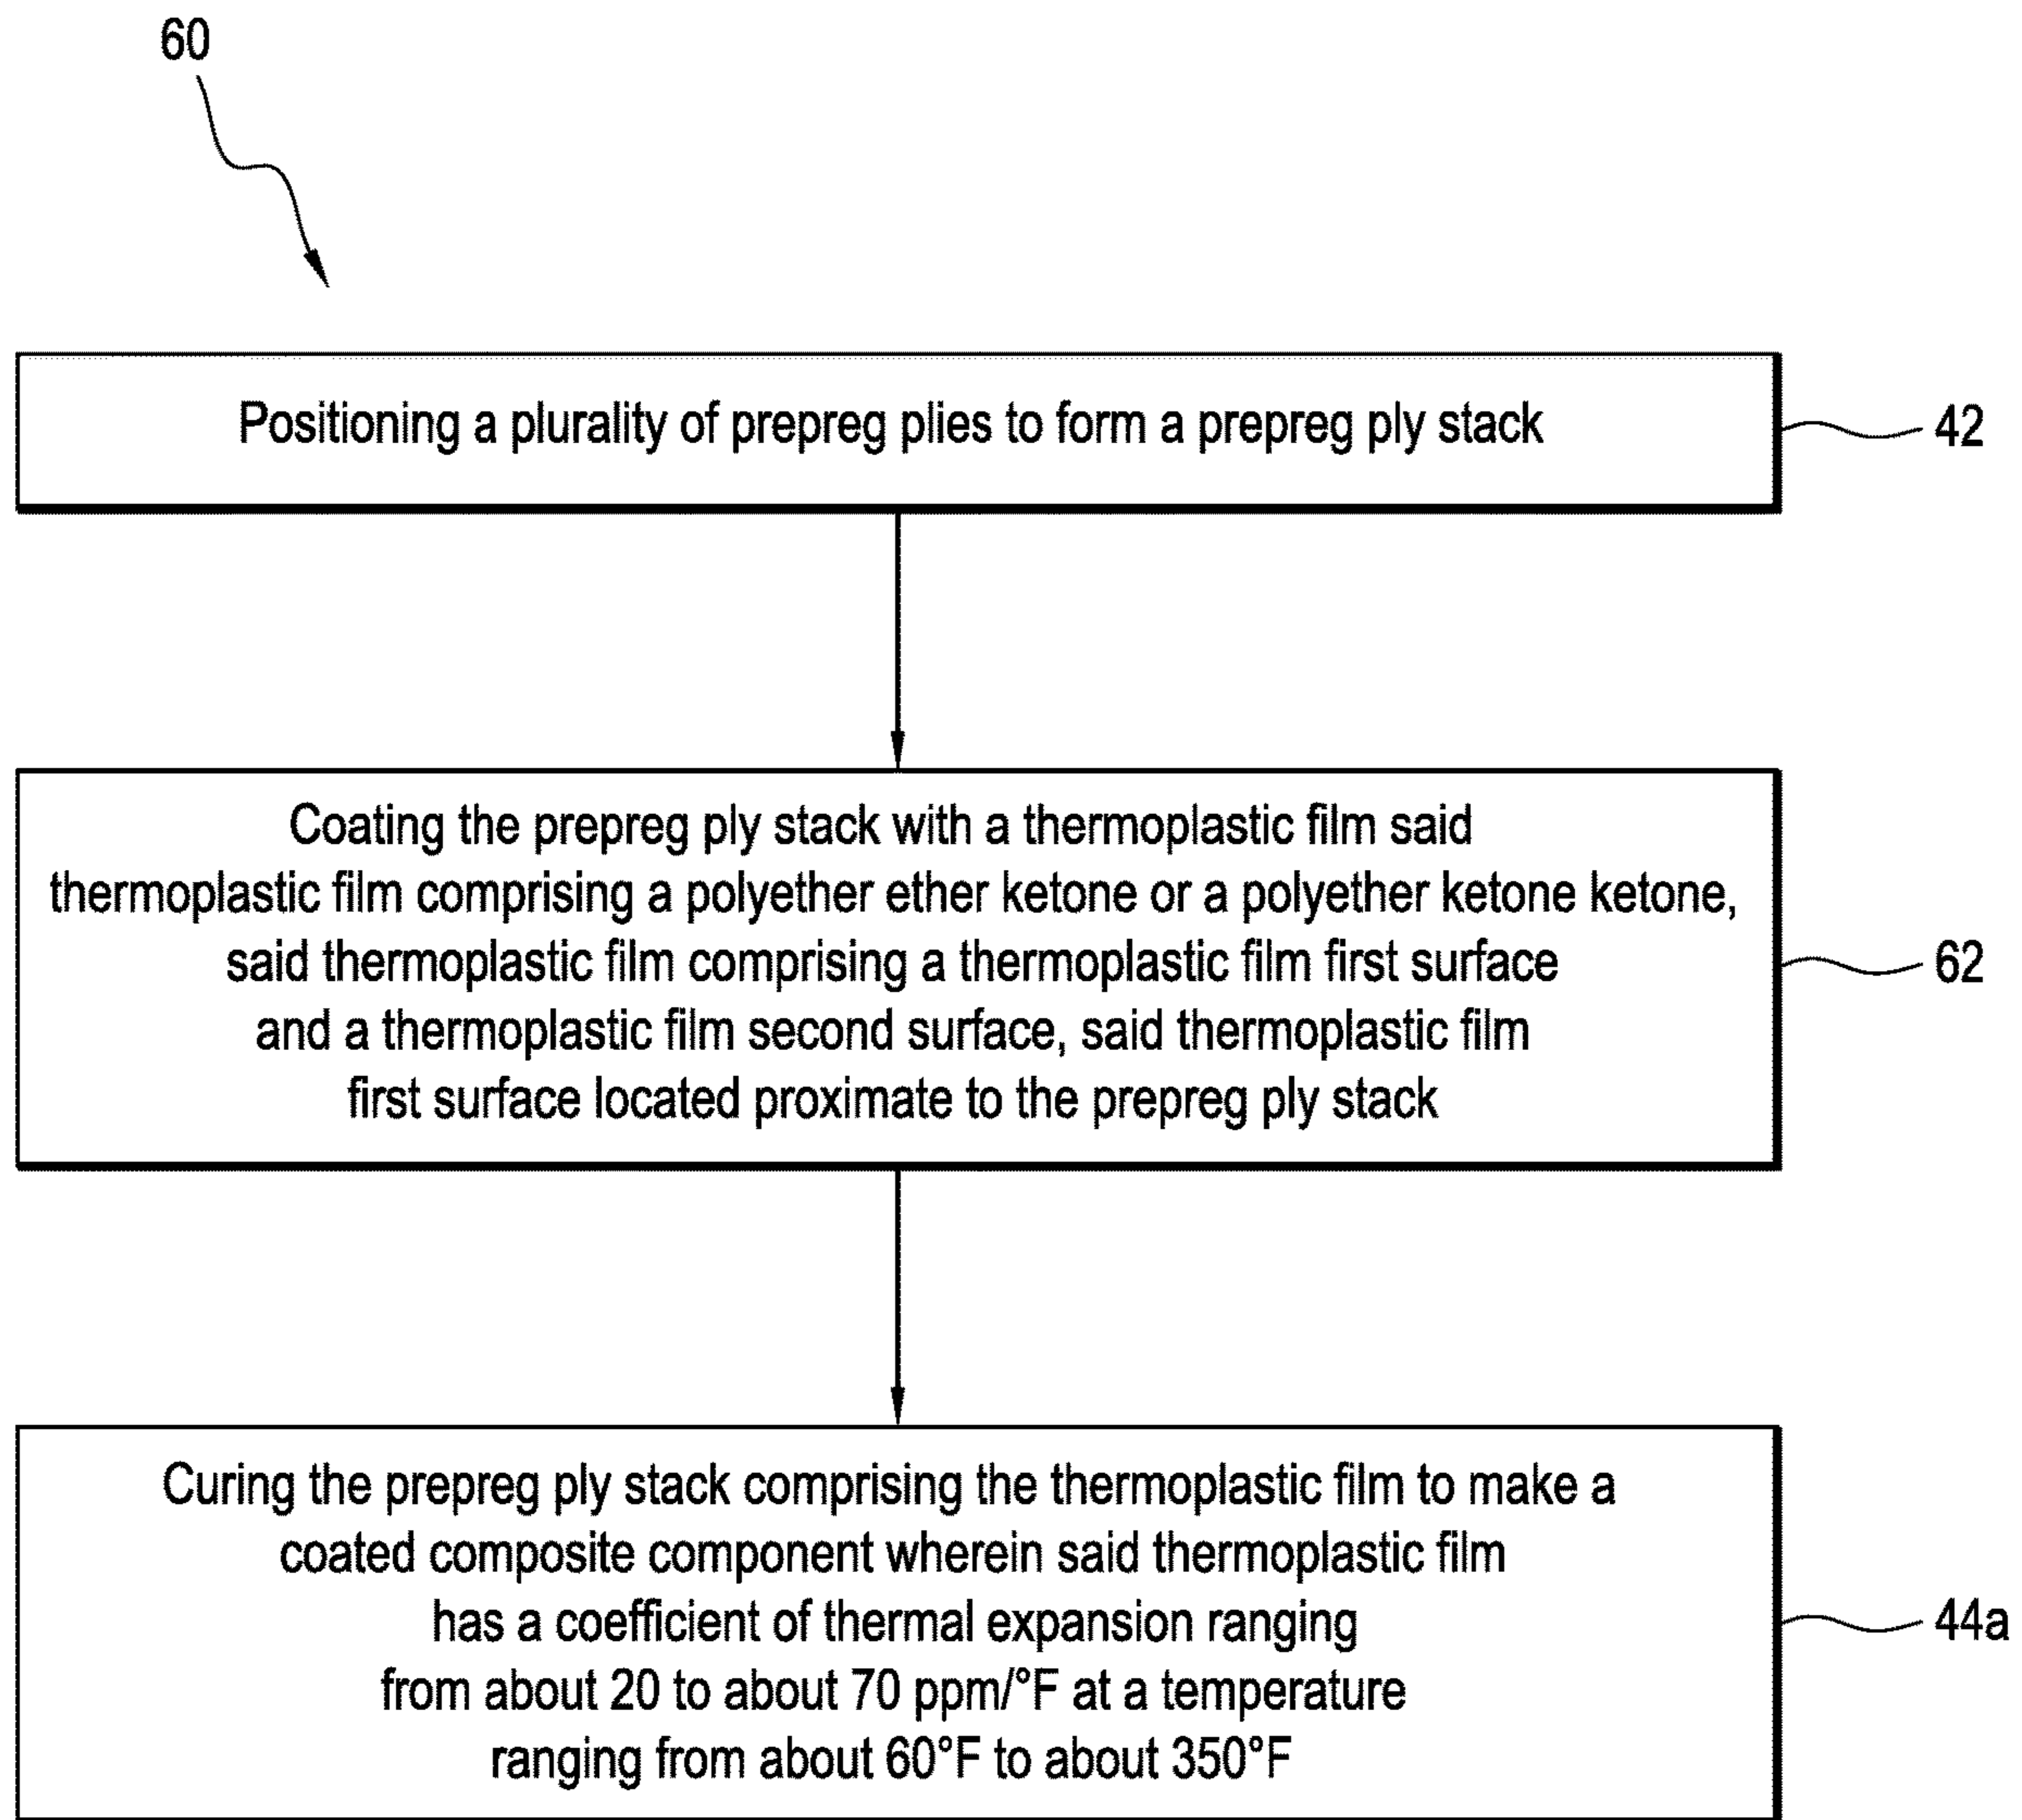 60
Positioning a plurality of prepreg plies to form a prepreg ply stack
42
Coating the prepreg ply stack with a thermoplastic film said
thermoplastic film comprising a polyether ether ketone or a polyether ketone ketone,
said thermoplastic film comprising a thermoplastic film first surface
and a thermoplastic film second surface, said thermoplastic film
first surface located proximate to the prepreg ply stack
62
Curing the prepreg ply stack comprising the thermoplastic film to make a
coated composite component wherein said thermoplastic film
has a coefficient of thermal expansion ranging
from about 20 to about 70 ppm/°F at a temperature
ranging from about 60°F to about 350°F
44a